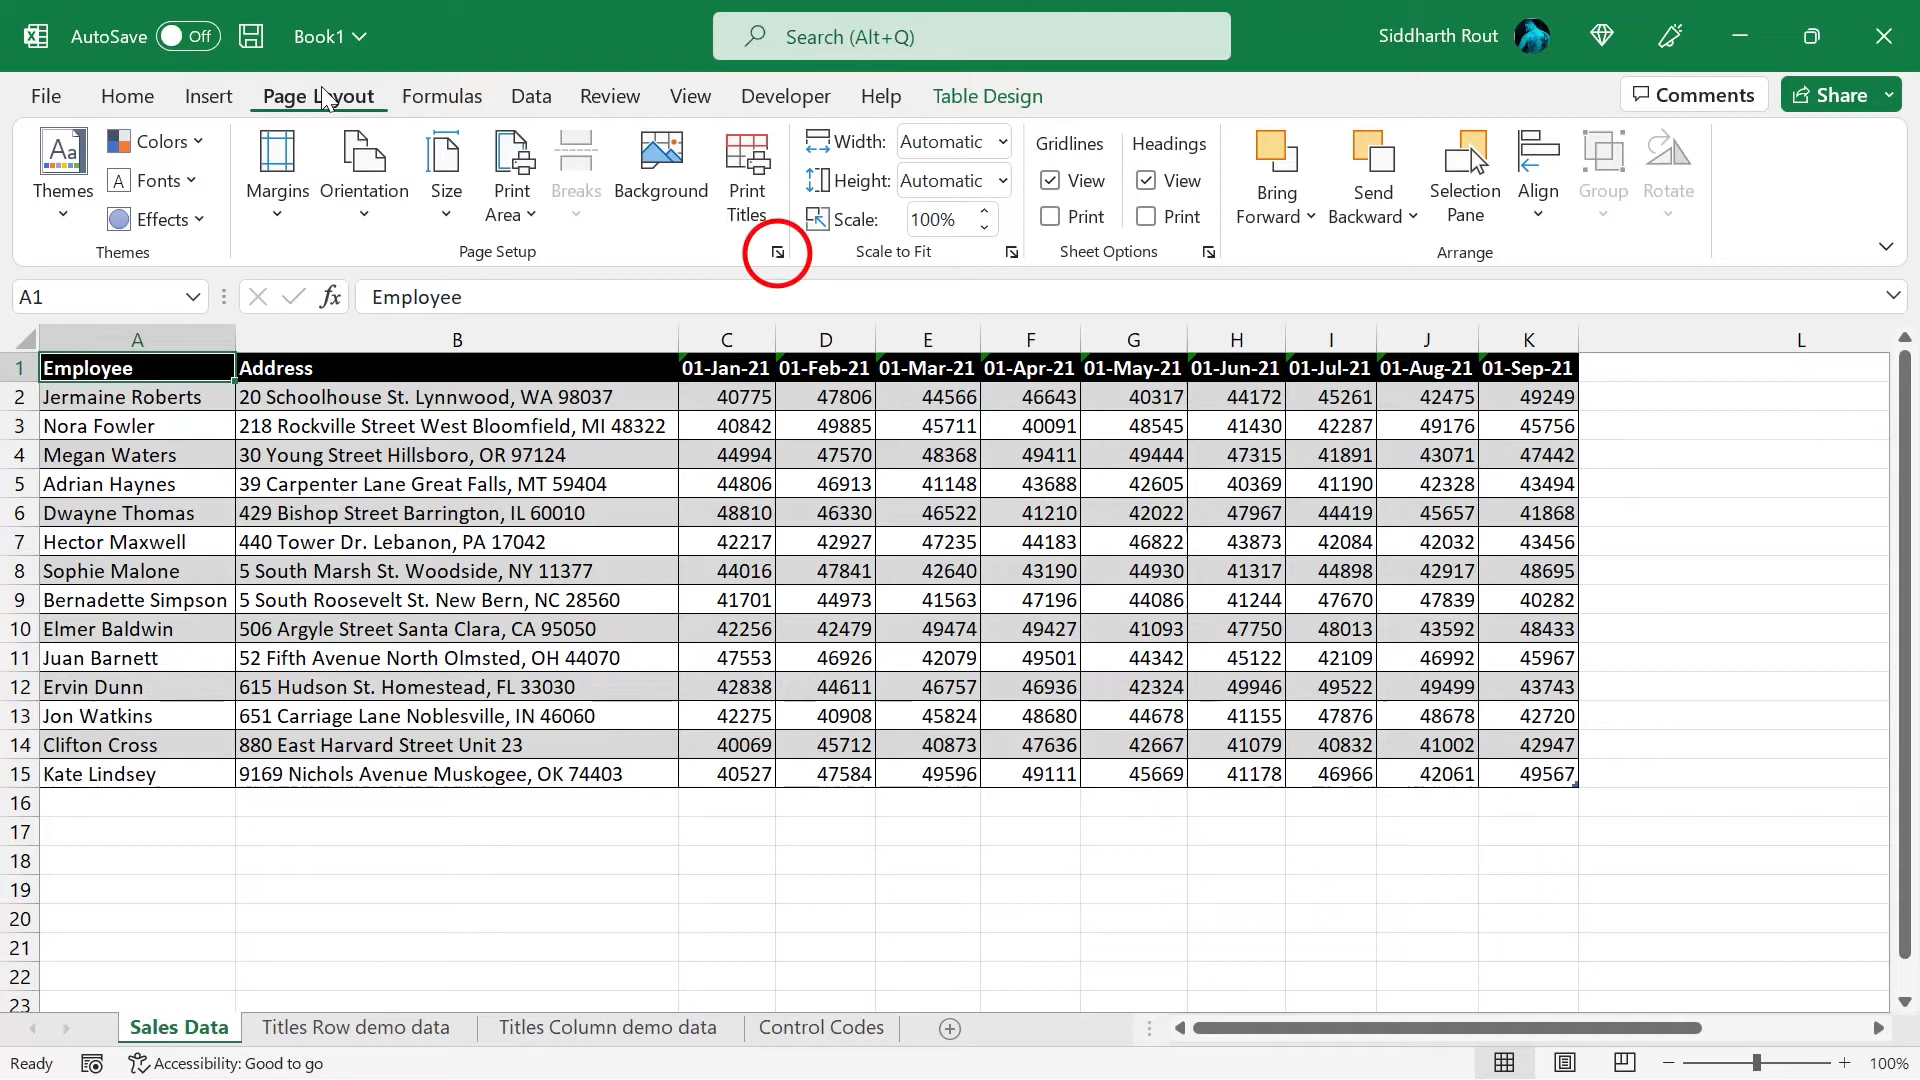 AutoSave Off Book1 Search (Alt+Q) Siddharth Rout
File Home Insert Page Layout Formulas Data Review View Developer Help Table Design Comments Share
Themes
Colors
Fonts
Effects
Themes
Margins Orientation Size Print Area Breaks Background Print Titles
Page Setup
Width: Automatic
Height: Automatic
Scale: 100%
Scale to Fit
Gridlines Headings
View View
Print Print
Sheet Options
Bring Forward Send Backward Selection Pane Align Group Rotate
Arrange
A1 fx Employee
A B C D E F G H I J K L
1 Employee Address 01-Jan-21 01-Feb-21 01-Mar-21 01-Apr-21 01-May-21 01-Jun-21 01-Jul-21 01-Aug-21 01-Sep-21
2 Jermaine Roberts 20 Schoolhouse St. Lynnwood, WA 98037 40775 47806 44566 46643 40317 44172 45261 42475 49249
3 Nora Fowler 218 Rockville Street West Bloomfield, MI 48322 40842 49885 45711 40091 48545 41430 42287 49176 45756
4 Megan Waters 30 Young Street Hillsboro, OR 97124 44994 47570 48368 49411 49444 47315 41891 43071 47442
5 Adrian Haynes 39 Carpenter Lane Great Falls, MT 59404 44806 46913 41148 43688 42605 40369 41190 42328 43494
6 Dwayne Thomas 429 Bishop Street Barrington, IL 60010 48810 46330 46522 41210 42022 47967 44419 45657 41868
7 Hector Maxwell 440 Tower Dr. Lebanon, PA 17042 42217 42927 47235 44183 46822 43873 42084 42032 43456
8 Sophie Malone 5 South Marsh St. Woodside, NY 11377 44016 47841 42640 43190 44930 41317 44898 42917 48695
9 Bernadette Simpson 5 South Roosevelt St. New Bern, NC 28560 41701 44973 41563 47196 44086 41244 47670 47839 40282
10 Elmer Baldwin 506 Argyle Street Santa Clara, CA 95050 42256 42479 49474 49427 41093 47750 48013 43592 48433
11 Juan Barnett 52 Fifth Avenue North Olmsted, OH 44070 47553 46926 42079 49501 44342 45122 42109 46992 45967
12 Ervin Dunn 615 Hudson St. Homestead, FL 33030 42838 44611 46757 46936 42324 49946 49522 49499 43743
13 Jon Watkins 651 Carriage Lane Noblesville, IN 46060 42275 40908 45824 48680 44678 41155 47876 48678 42720
14 Clifton Cross 880 East Harvard Street Unit 23 40069 45712 40873 47636 42667 41079 40832 41002 42947
15 Kate Lindsey 9169 Nichols Avenue Muskogee, OK 74403 40527 47584 49596 49111 45669 41178 46966 42061 49567
16
17
18
19
20
21
22
23
Sales Data Titles Row demo data Titles Column demo data Control Codes
Ready Accessibility: Good to go 100%